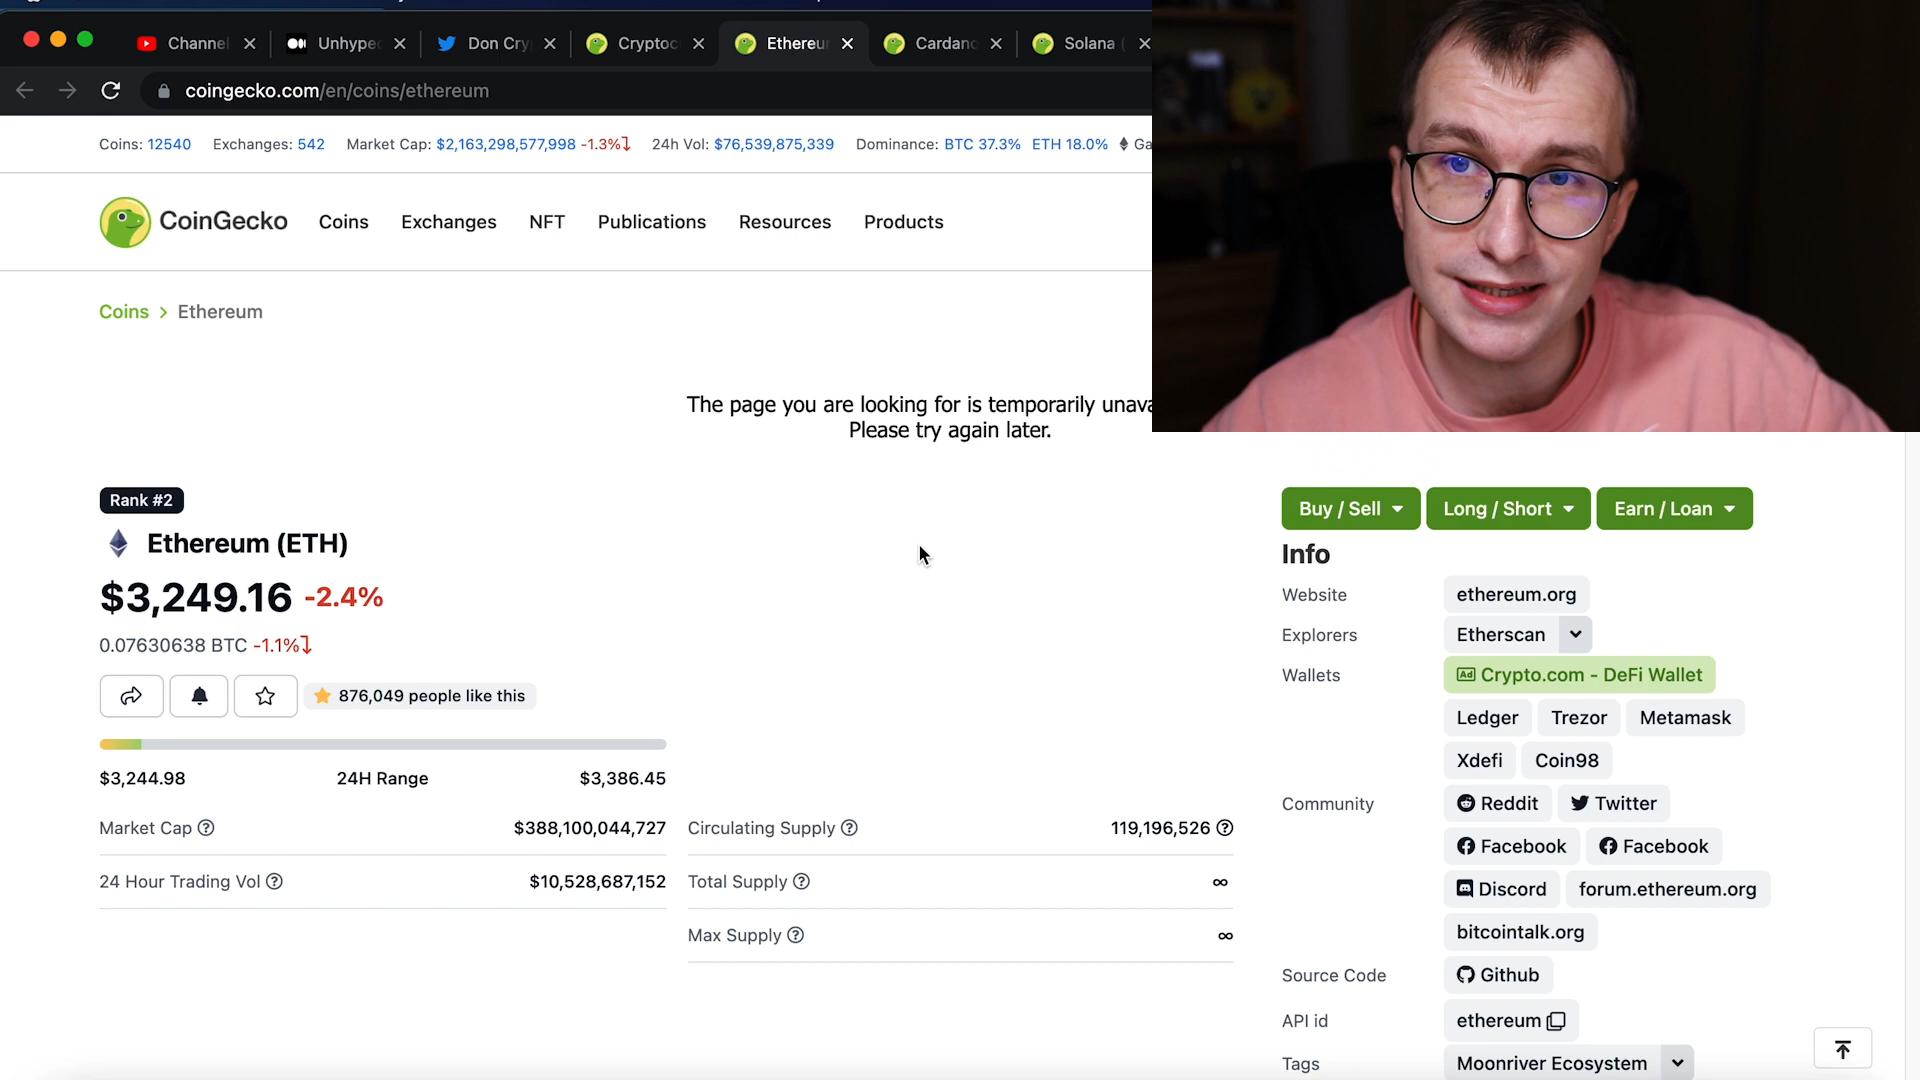 Channel
Unhype
Don Cry
Cryptoc
Ethereu
Cardano
Solana (
coingecko.com/en/coins/ethereum
Coins: 12540 Exchanges: 542 Market Cap: $2,163,298,577,998 -1.3% 24h Vol: $76,539,875,339 Dominance: BTC 37.3% ETH 18.0% Ga
CoinGecko Coins Exchanges NFT Publications Resources Products
Coins > Ethereum
The page you are looking for is temporarily unava
Please try again later.
Rank #2
Buy / Sell Long / Short Earn / Loan
Ethereum (ETH)
Info
$3,249.16 -2.4%
Website ethereum.org
0.07630638 BTC -1.1%
Explorers Etherscan
Wallets Ad Crypto.com - DeFi Wallet
876,049 people like this
Ledger Trezor Metamask
Xdefi Coin98
$3,244.98 24H Range $3,386.45
Community Reddit Twitter
Market Cap $388,100,044,727 Circulating Supply 119,196,526
Facebook Facebook
24 Hour Trading Vol $10,528,687,152 Total Supply ∞
Discord forum.ethereum.org
Max Supply ∞
bitcointalk.org
Source Code Github
API id ethereum
Tags Moonriver Ecosystem